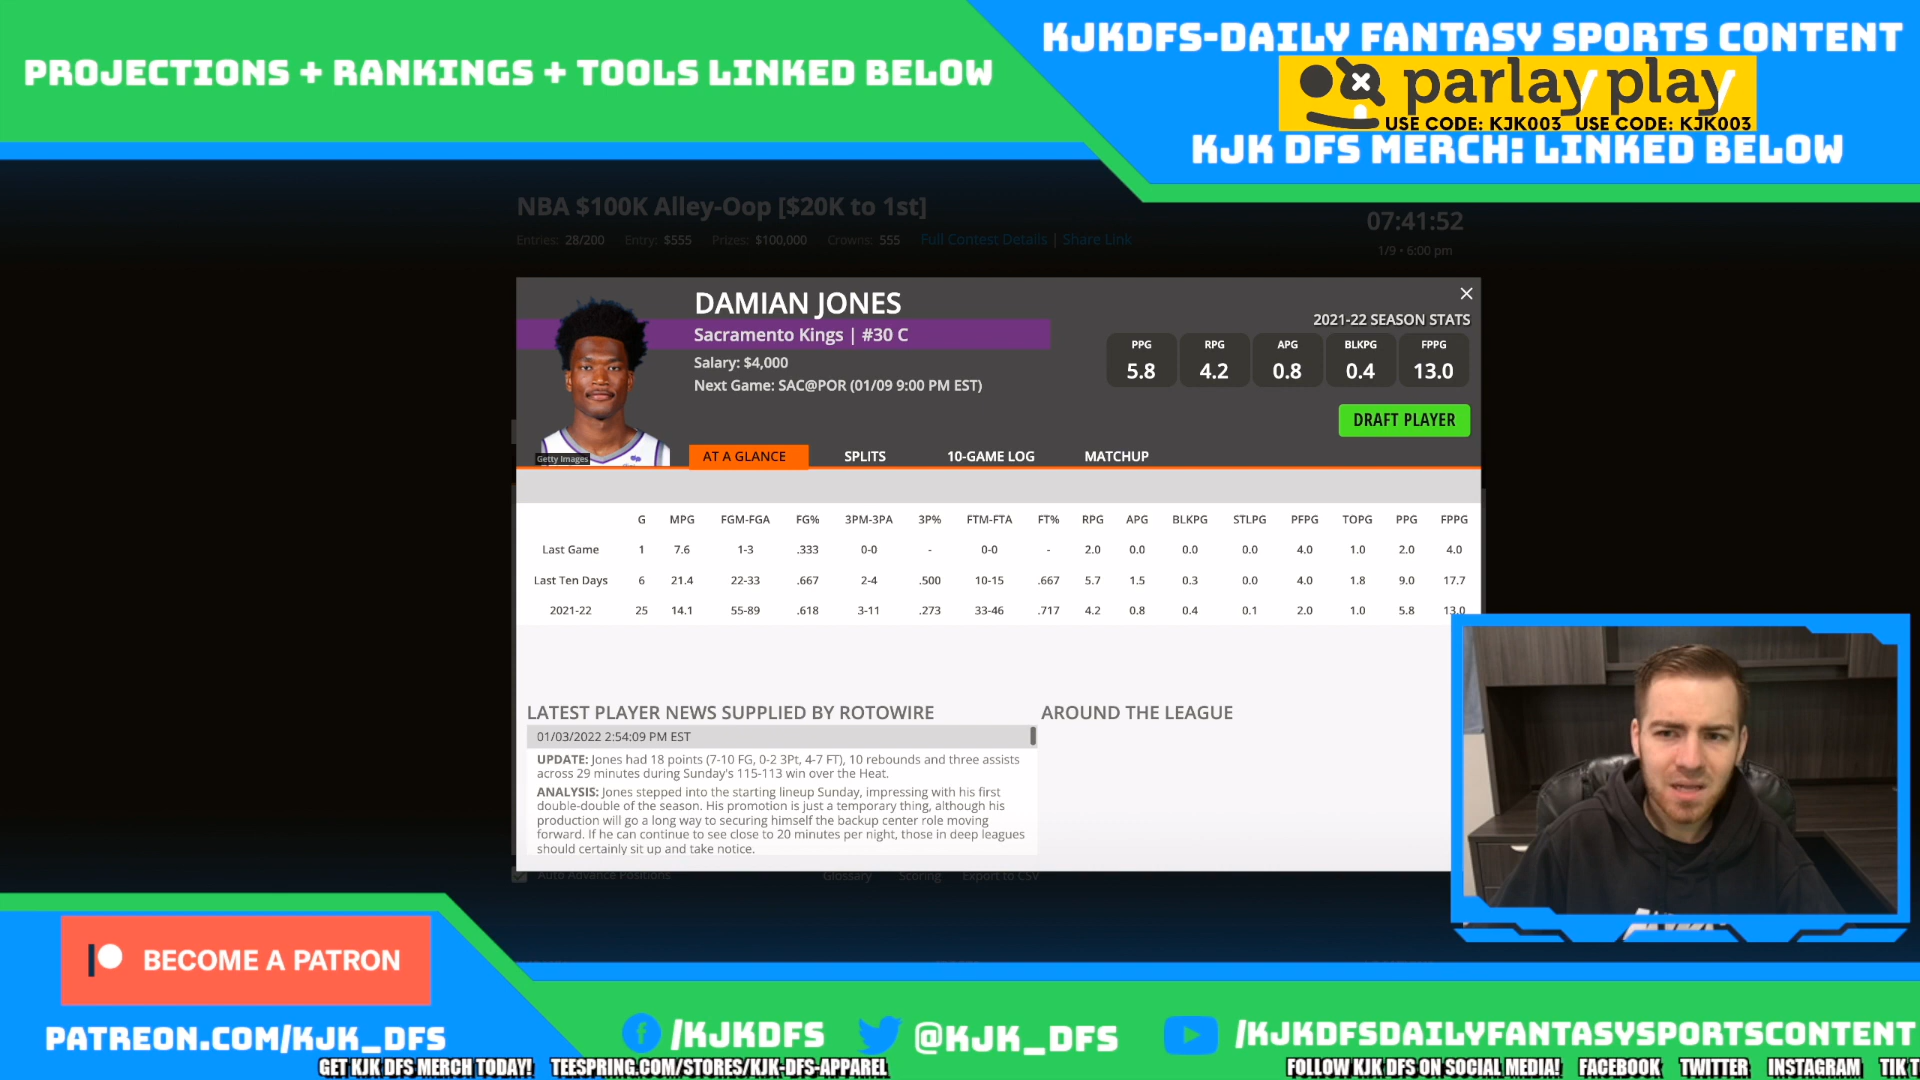 PROJECTIONS + RANKINGS + TOOLS LINKED BELOW
KJKDFS-DAILY FANTASY SPORTS CONTENT
parlay play
USE CODE: KJK003 USE CODE: KJK003
KJK DFS MERCH: LINKED BELOW
NBA $100K Alley-Oop [$20K to 1st]
07:41:52
Entries: 28/200 Entry: $555 Prizes: $100,000 Crowns: 555 Full Contest Details | Share Link
1/9 • 6:00 pm
DAMIAN JONES
Sacramento Kings | #30 C
Salary: $4,000
Next Game: SAC@POR (01/09 9:00 PM EST)
2021-22 SEASON STATS
PPG RPG APG BLKPG FPPG
5.8 4.2 0.8 0.4 13.0
DRAFT PLAYER
Getty Images
AT A GLANCE SPLITS 10-GAME LOG MATCHUP
G MPG FGM-FGA FG% 3PM-3PA 3P% FTM-FTA FT% RPG APG BLKPG STLPG PFPG TOPG PPG FPPG
Last Game 1 7.6 1-3 .333 0-0 - 0-0 - 2.0 0.0 0.0 0.0 4.0 1.0 2.0 4.0
Last Ten Days 6 21.4 22-33 .667 2-4 .500 10-15 .667 5.7 1.5 0.3 0.0 4.0 1.8 9.0 17.7
2021-22 25 14.1 55-89 .618 3-11 .273 33-46 .717 4.2 0.8 0.4 0.1 2.0 1.0 5.8 13.0
LATEST PLAYER NEWS SUPPLIED BY ROTOWIRE
AROUND THE LEAGUE
01/03/2022 2:54:09 PM EST
UPDATE: Jones had 18 points (7-10 FG, 0-2 3Pt, 4-7 FT), 10 rebounds and three assists
across 29 minutes during Sunday's 115-113 win over the Heat.
ANALYSIS: Jones stepped into the starting lineup Sunday, impressing with his first
double-double of the season. His promotion is just a temporary thing, although his
production will go a long way to securing himself the backup center role moving
forward. If he can continue to see close to 20 minutes per night, those in deep leagues
should certainly sit up and take notice.
Auto Advance Positions Glossary Scoring Export to CSV
BECOME A PATRON
PATREON.COM/KJK_DFS
/KJKDFS @KJK_DFS /KJKDFSDAILYFANTASYSPORTSCONTENT
GET KJK DFS MERCH TODAY! TEESPRING.COM/STORES/KJK-DFS-APPAREL FOLLOW KJK DFS ON SOCIAL MEDIA! FACEBOOK TWITTER INSTAGRAM TIK T